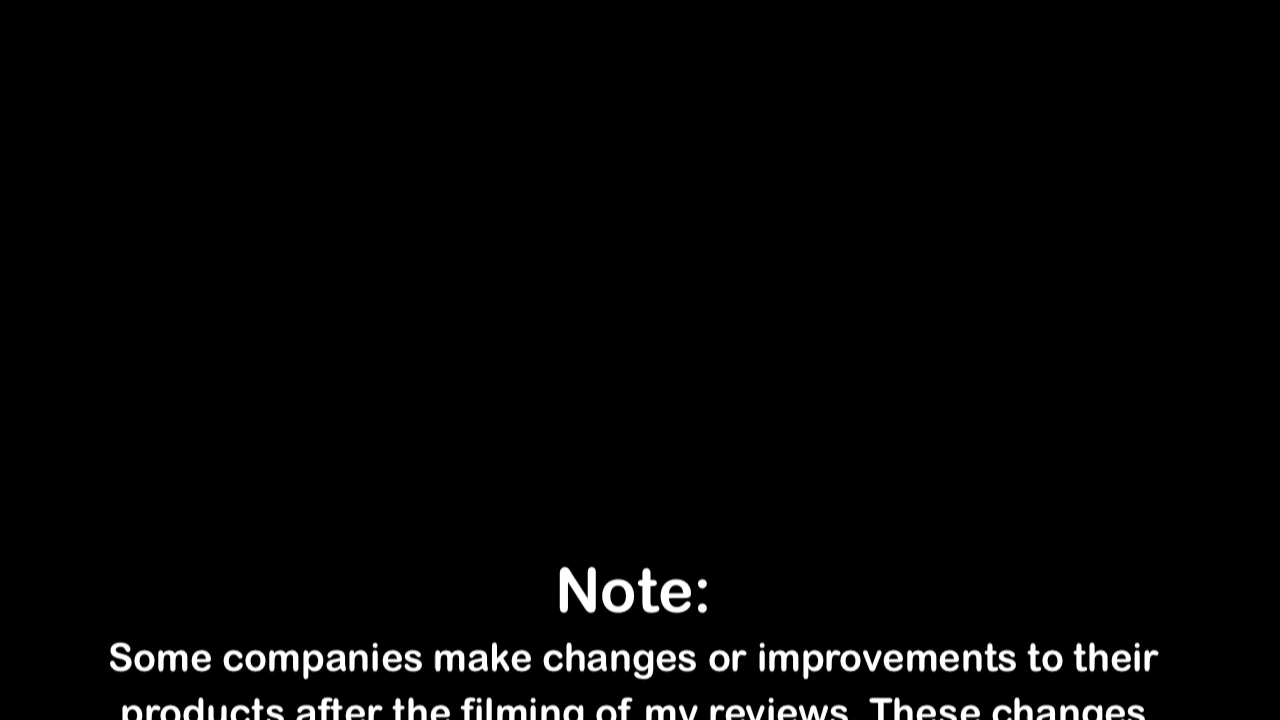 Note:
Some companies make changes or improvements to their
products after the filming of my reviews. These changes